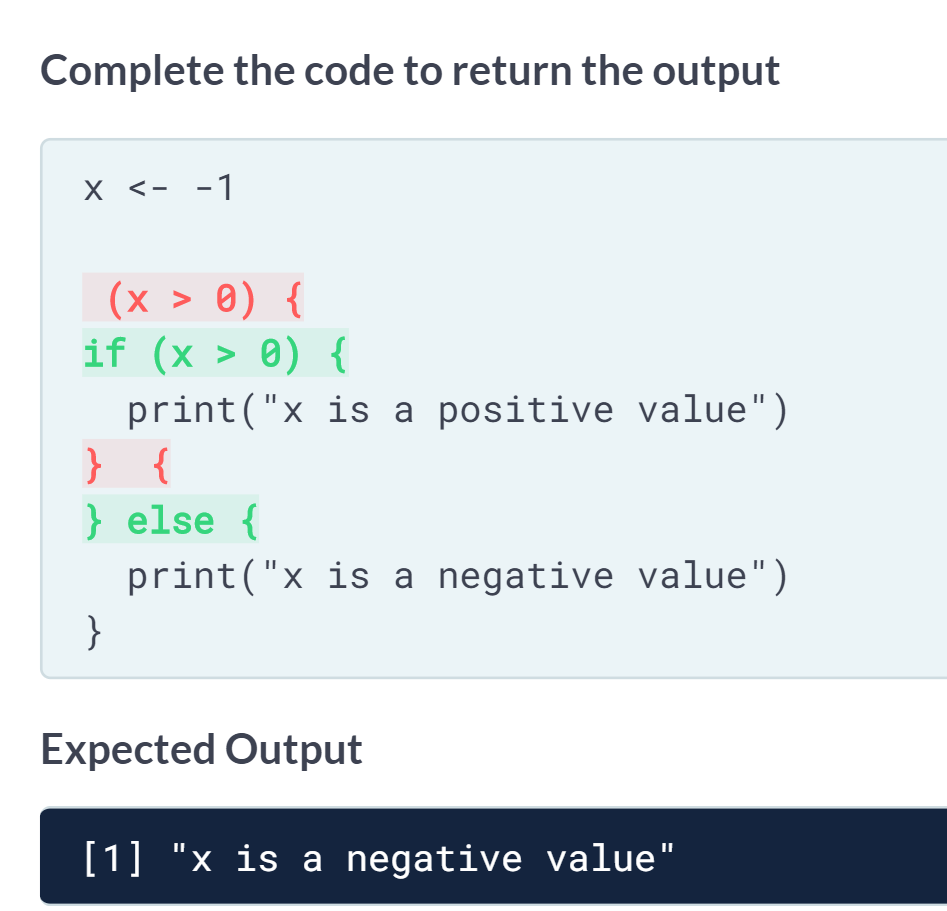 Complete the code to return the output
x <- -1
(x > 0) {
if (x > 0) {
print("x is a positive value")
} {
} else {
print("x is a negative value")
}
Expected Output
[1] "x is a negative value"